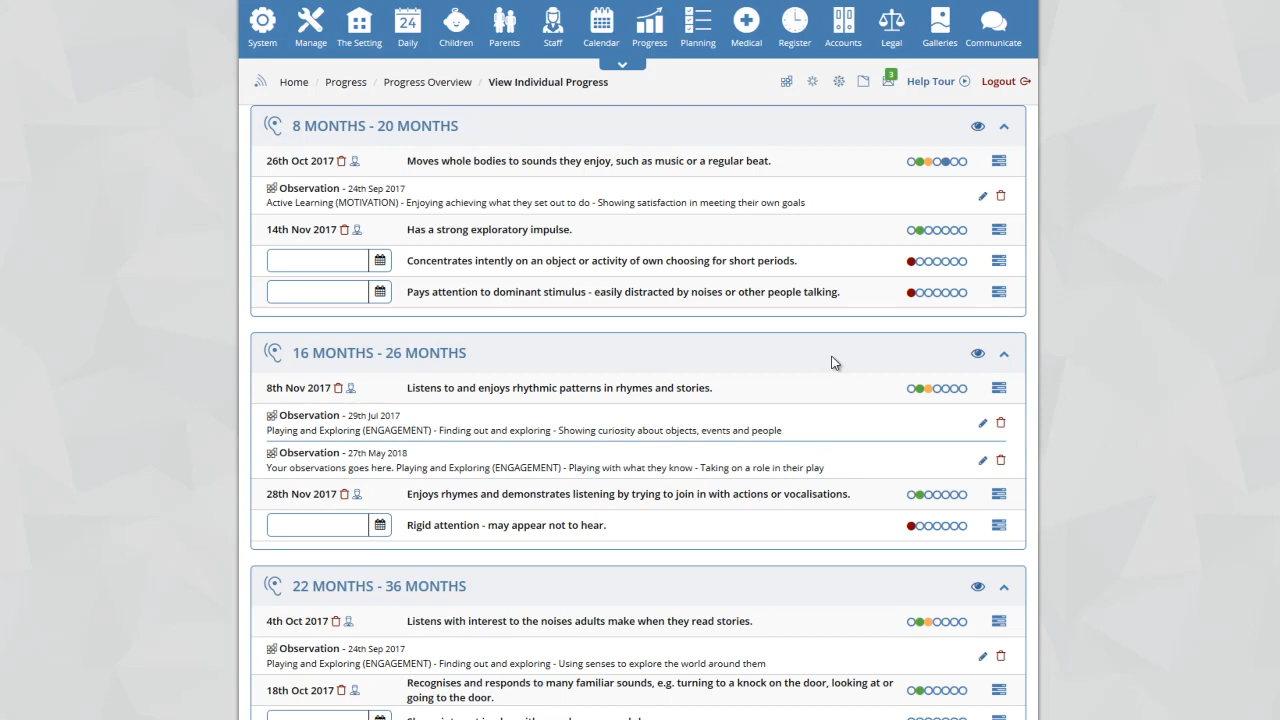 System Manage The Setting Daily Children Parents Staff Calendar Progress Planning Medical Register Accounts Legal Galleries Communicate
24
Home / Progress / Progress Overview / View Individual Progress
3
Help Tour
Logout
8 MONTHS - 20 MONTHS
26th Oct 2017 Moves whole bodies to sounds they enjoy, such as music or a regular beat.
Observation - 24th Sep 2017
Active Learning (MOTIVATION) - Enjoying achieving what they set out to do - Showing satisfaction in meeting their own goals
14th Nov 2017 Has a strong exploratory impulse.
Concentrates intently on an object or activity of own choosing for short periods.
Pays attention to dominant stimulus - easily distracted by noises or other people talking.
16 MONTHS - 26 MONTHS
8th Nov 2017 Listens to and enjoys rhythmic patterns in rhymes and stories.
Observation - 29th Jul 2017
Playing and Exploring (ENGAGEMENT) - Finding out and exploring - Showing curiosity about objects, events and people
Observation - 27th May 2018
Your observations goes here. Playing and Exploring (ENGAGEMENT) - Playing with what they know - Taking on a role in their play
28th Nov 2017 Enjoys rhymes and demonstrates listening by trying to join in with actions or vocalisations.
Rigid attention - may appear not to hear.
22 MONTHS - 36 MONTHS
4th Oct 2017 Listens with interest to the noises adults make when they read stories.
Observation - 24th Sep 2017
Playing and Exploring (ENGAGEMENT) - Finding out and exploring - Using senses to explore the world around them
18th Oct 2017 Recognises and responds to many familiar sounds, e.g. turning to a knock on the door, looking at or
going to the door.